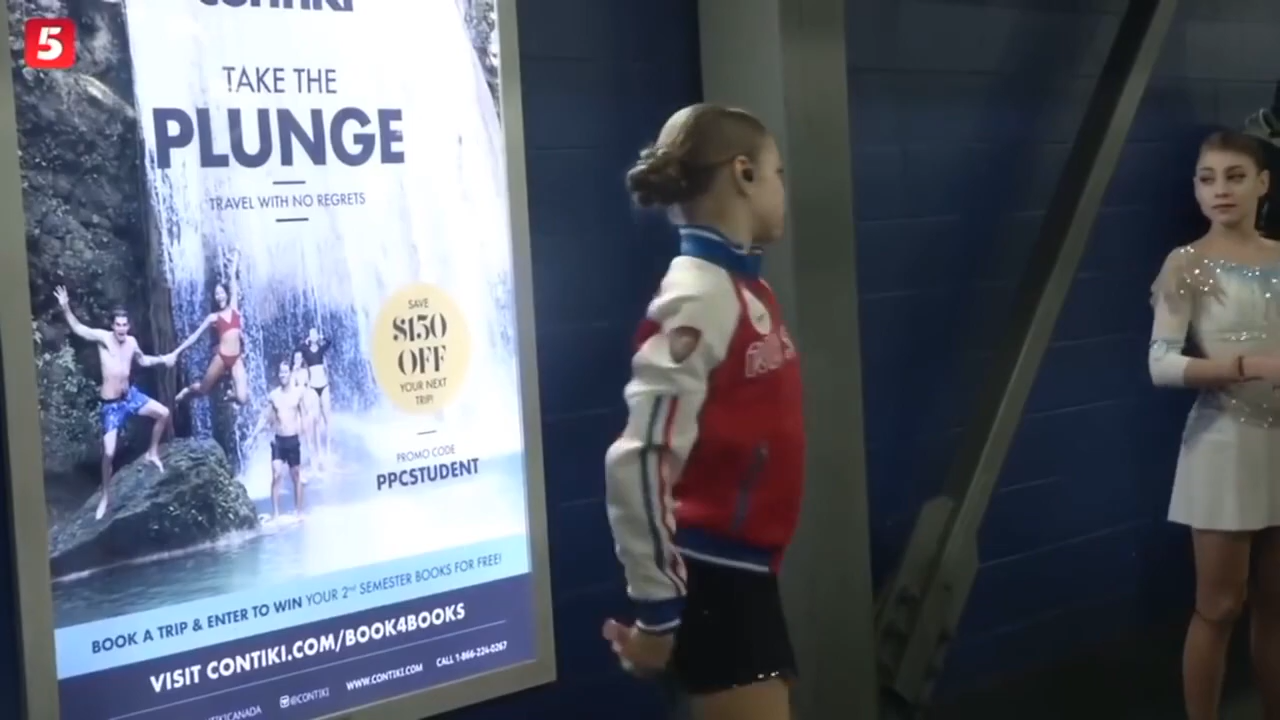 5
CONTIKI
TAKE THE
PLUNGE
TRAVEL WITH NO REGRETS
SAVE
$150
OFF
YOUR NEXT
TRIP!
PROMO CODE
PPCSTUDENT
BOOK A TRIP & ENTER TO WIN YOUR 2ND SEMESTER BOOKS FOR FREE!
VISIT CONTIKI.COM/BOOK4BOOKS
@CONTIKI WWW.CONTIKI.COM CALL 1-866-224-0267